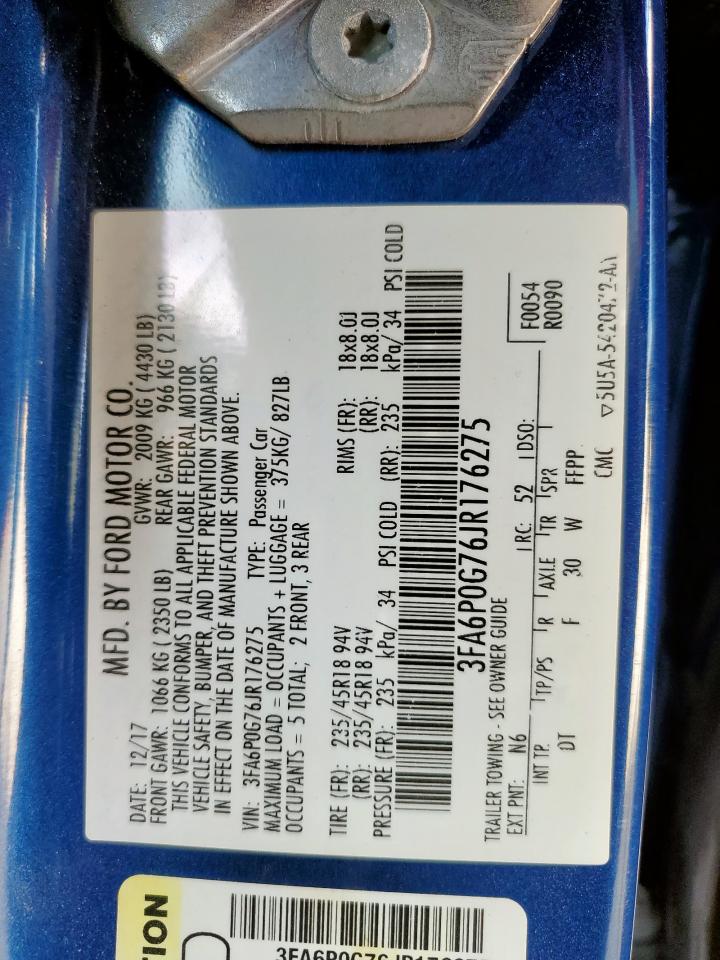 MFD. BY FORD MOTOR CO.
DATE: 12/17 GVWR: 2009 KG ( 4430 LB)
FRONT GAWR: 1066 KG ( 2350 LB) REAR GAWR: 966 KG ( 2130 LB)
THIS VEHICLE CONFORMS TO ALL APPLICABLE FEDERAL MOTOR
VEHICLE SAFETY, BUMPER, AND THEFT PREVENTION STANDARDS
IN EFFECT ON THE DATE OF MANUFACTURE SHOWN ABOVE.
VIN: 3FA6P0G76JR176275 TYPE: Passenger Car
MAXIMUM LOAD = OCCUPANTS + LUGGAGE = 375KG/ 827LB
OCCUPANTS = 5 TOTAL; 2 FRONT, 3 REAR
TIRE (FR): 235/45R18 94V RIMS (FR): 18x8.0J
(RR): 235/45R18 94V (RR): 18x8.0J
PRESSURE (FR): 235 kPa/ 34 PSI COLD (RR): 235 kPa/ 34 PSI COLD
3FA6P0G76JR176275
TRAILER TOWING - SEE OWNER GUIDE
EXT PNT: N6 RC: 52 DSO: F0054
R0090
INT TP. TP/PS R AXLE TR SPR
DT F 30 W FFPP
CMC
TION